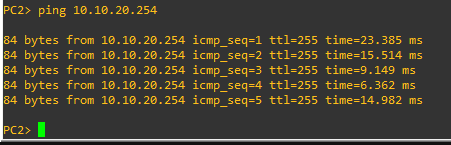 PC2> ping 10.10.20.254
84 bytes from 10.10.20.254 icmp_seq=1 ttl=255 time=23.385 ms
84 bytes from 10.10.20.254 icmp_seq=2 ttl=255 time=15.514 ms
84 bytes from 10.10.20.254 icmp_seq=3 ttl=255 time=9.149 ms
84 bytes from 10.10.20.254 icmp_seq=4 ttl=255 time=6.362 ms
84 bytes from 10.10.20.254 icmp_seq=5 ttl=255 time=14.982 ms
PC2>